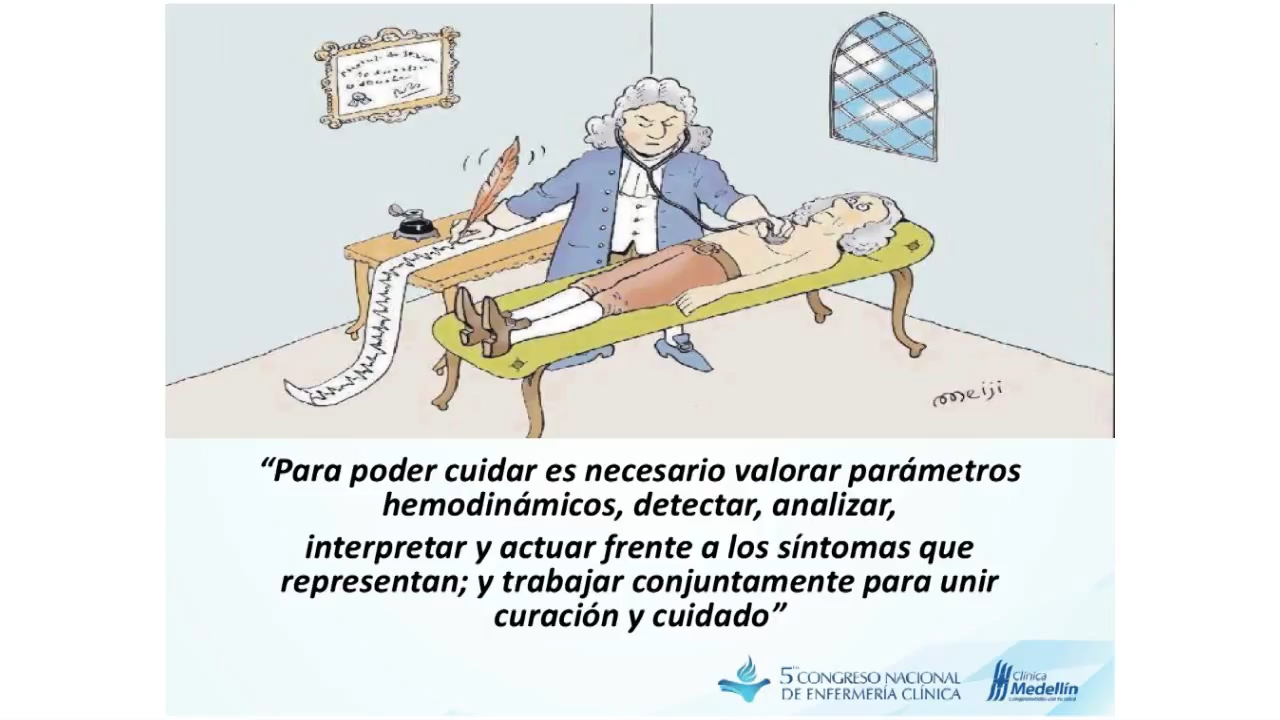 meiji
“Para poder cuidar es necesario valorar parámetros
hemodinámicos, detectar, analizar,
interpretar y actuar frente a los síntomas que
representan; y trabajar conjuntamente para unir
curación y cuidado”
5to CONGRESO NACIONAL
DE ENFERMERÍA CLÍNICA
Clínica
Medellín